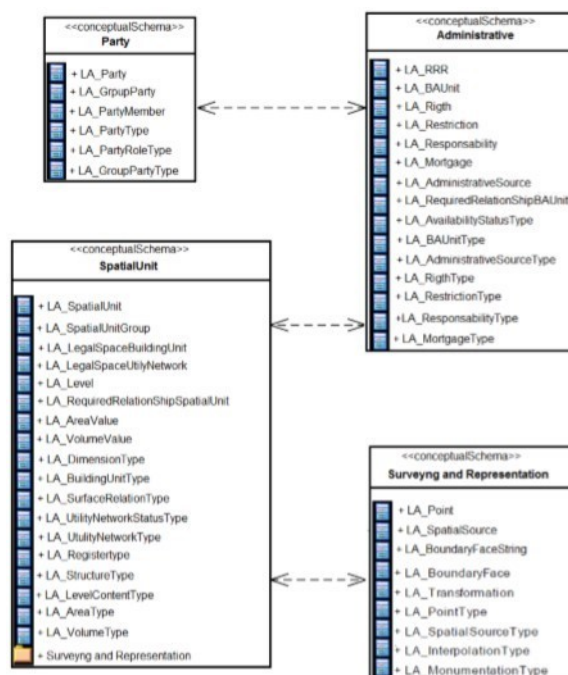 <<conceptualSchema>>
Party
+ LA_Party
+ LA_GrpupParty
+ LA_PartyMember
+ LA_PartyType
+ LA_PartyRoleType
+ LA_GroupPartyType
<<conceptualSchema>>
Administrative
+ LA_RRR
+ LA_BAUnit
+ LA_Rigth
+ LA_Restriction
+ LA_Responsability
+ LA_Mortgage
+ LA_AdministrativeSource
+ LA_RequiredRelationShipBAUnit
+ LA_AvailabilityStatusType
+ LA_BAUnitType
+ LA_AdministrativeSourceType
+ LA_RigthType
+ LA_RestrictionType
+LA_ResponsabilityType
+ LA_MortgageType
<<conceptualSchema>>
SpatialUnit
+ LA_SpatialUnit
+ LA_SpatialUnitGroup
+ LA_LegalSpaceBuildingUnit
+ LA_LegalSpaceUtilyNetwork
+ LA_Level
+ LA_RequiredRelationShipSpatialUnit
+ LA_AreaValue
+ LA_VolumeValue
+ LA_DimensionType
+ LA_BuildingUnitType
+ LA_SurfaceRelationType
+ LA_UtilityNetworkStatusType
+ LA_UtulityNetworkType
+ LA_Registertype
+ LA_StructureType
+ LA_LevelContentType
+ LA_AreaType
+ LA_VolumeType
+ Surveyng and Representation
<<conceptualSchema>>
Surveyng and Representation
+ LA_Point
+ LA_SpatialSource
+ LA_BoundaryFaceString
+ LA_BoundaryFace
+ LA_Transformation
+ LA_PointType
+ LA_SpatialSourceType
+ LA_InterpolationType
+ LA_MonumentationType